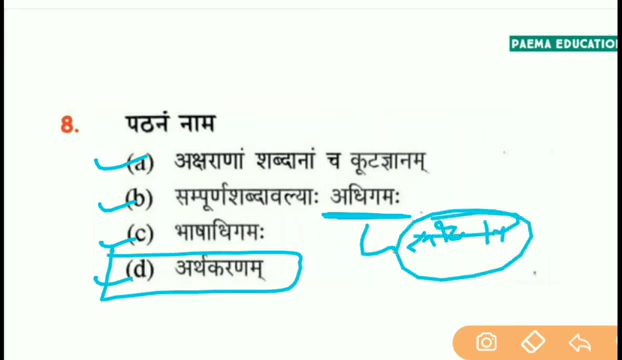 PAEMA EDUCATIO
8. पठनं नाम
(a) अक्षराणां शब्दानां च कूटज्ञानम्
(b) सम्पूर्णशब्दावल्याः अधिगमः
(c) भाषाधिगमः
(d) अर्थकरणम्